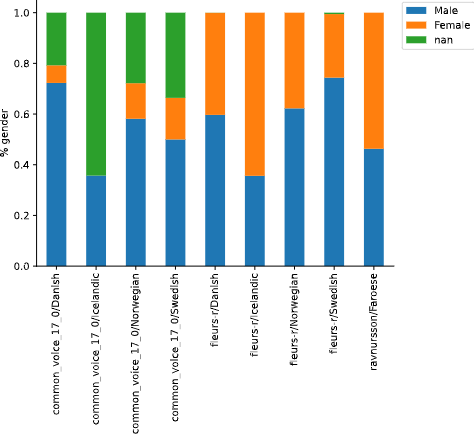 Male
Female
nan
1.0
0.8
0.6
0.4
0.2
0.0
% gender
common_voice_17_0/Danish
common_voice_17_0/Icelandic
common_voice_17_0/Norwegian
common_voice_17_0/Swedish
fleurs-r/Danish
fleurs-r/Icelandic
fleurs-r/Norwegian
fleurs-r/Swedish
ravnursson/Faroese